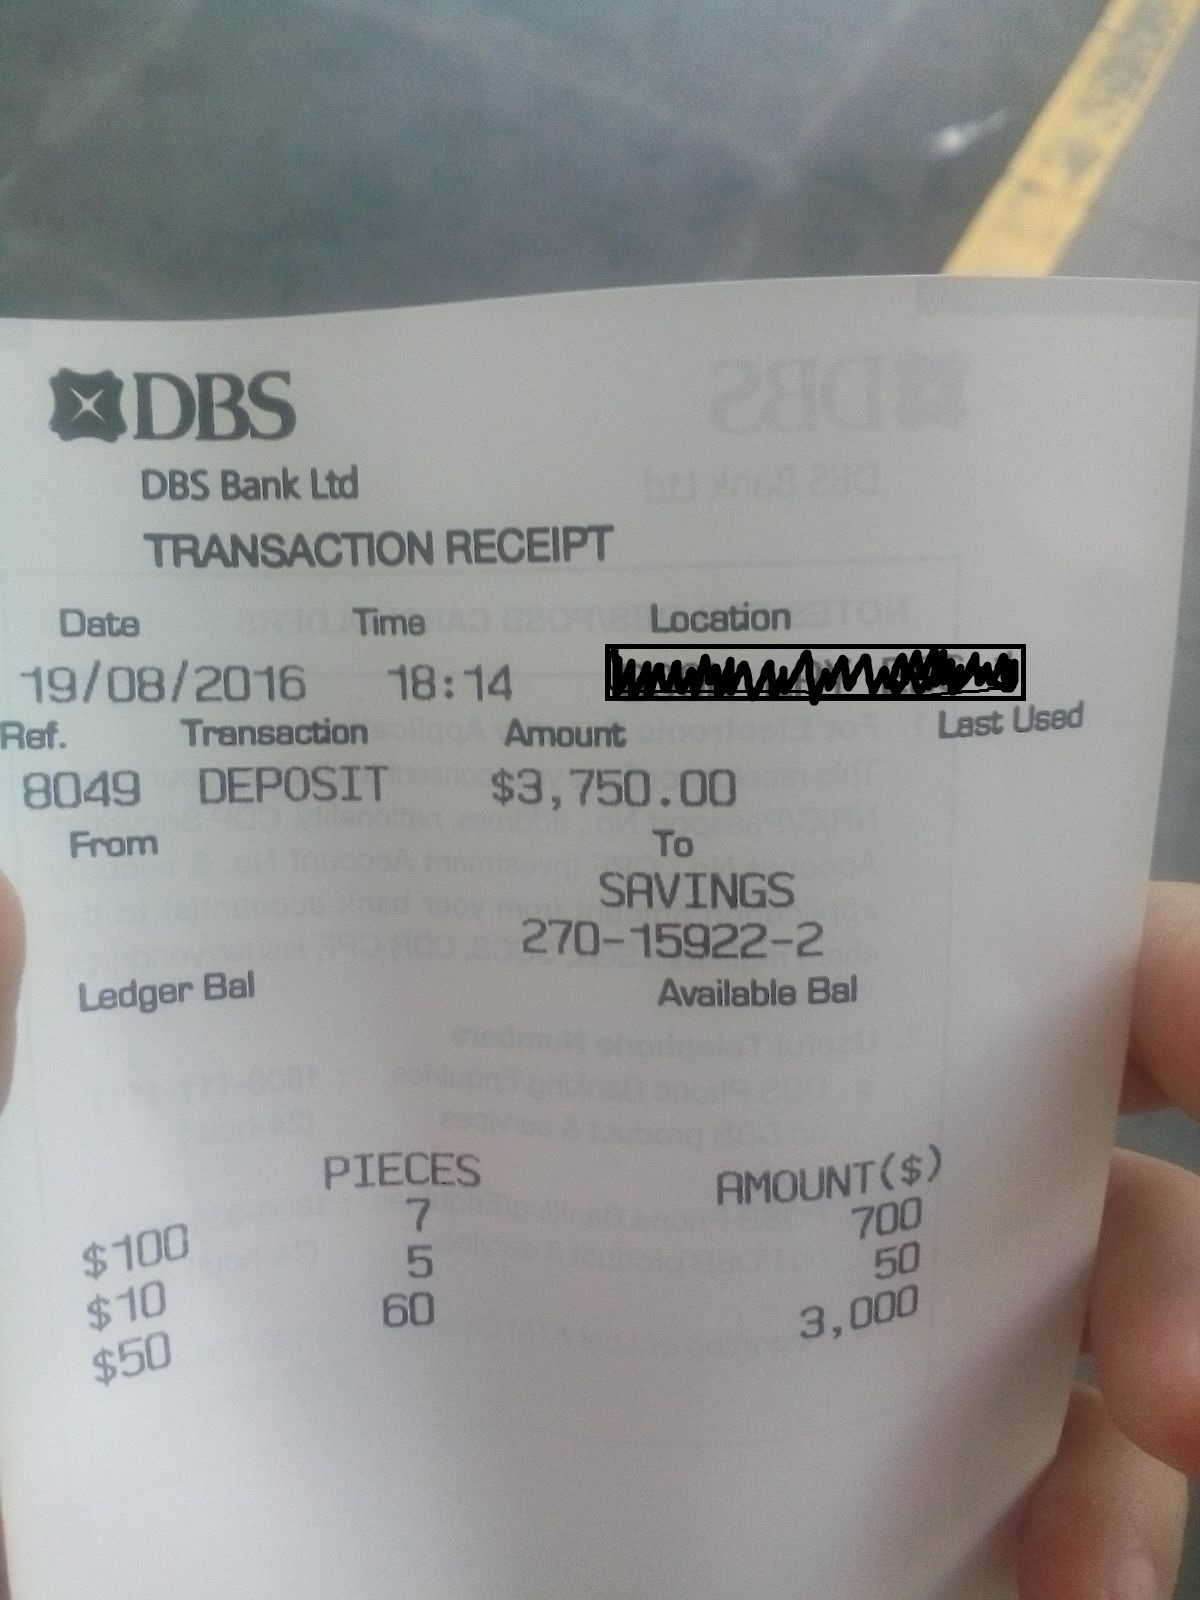 DBS
DBS Bank Ltd
TRANSACTION RECEIPT
Date Time Location
19/08/2016 18:14
Ref. Transaction Amount Last Used
8049 DEPOSIT $3,750.00
From To
SAVINGS
270-15922-2
Ledger Bal Available Bal
PIECES AMOUNT($)
$100 7 700
$10 5 50
$50 60 3,000